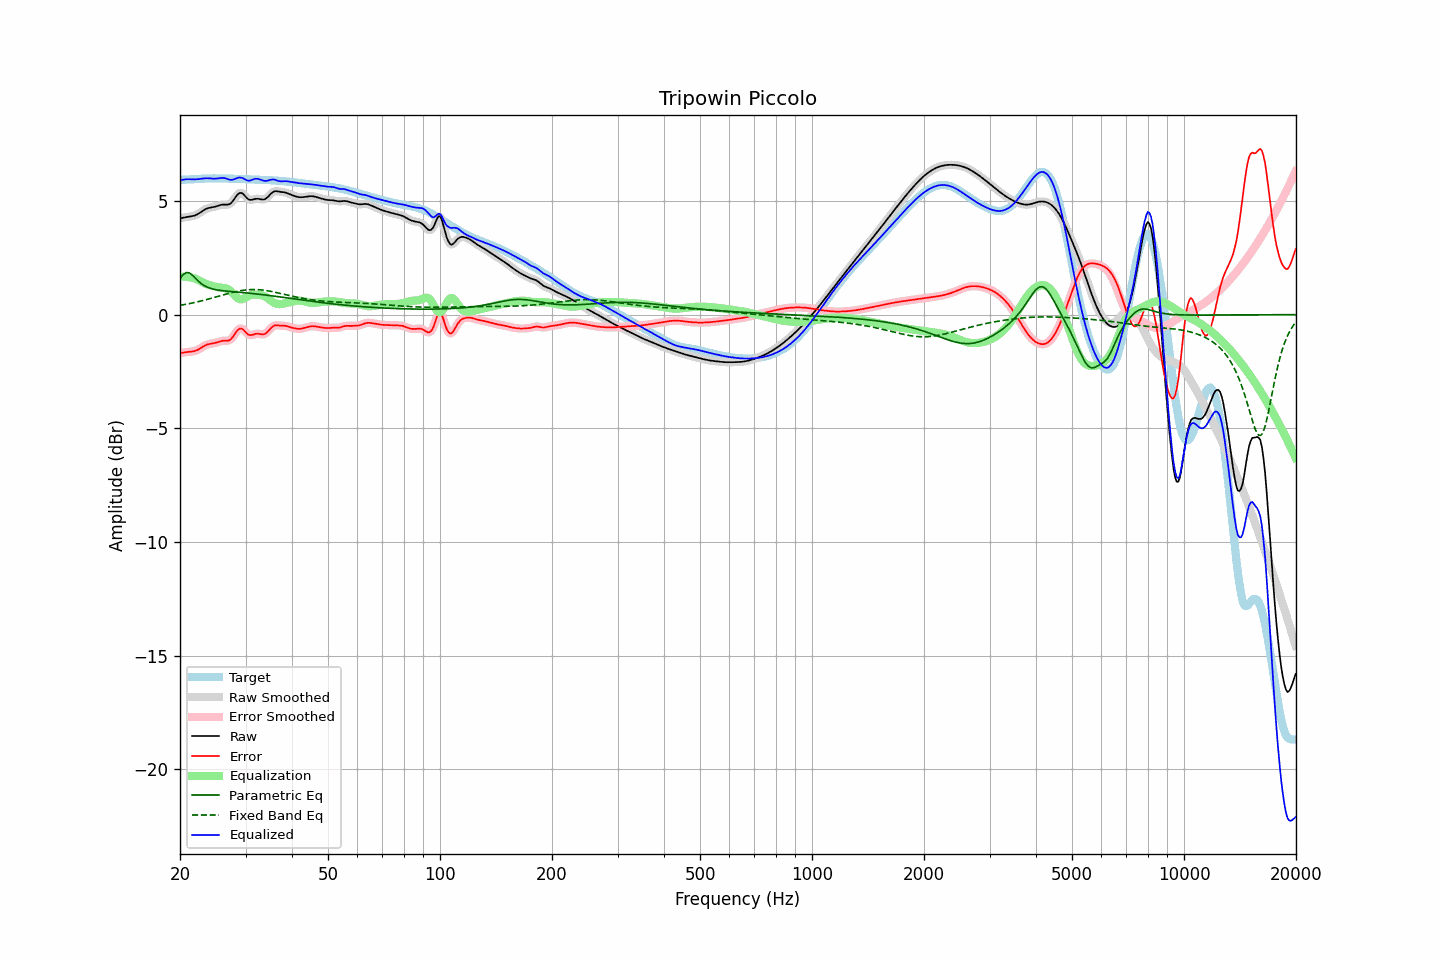 Tripowin Piccolo
Amplitude (dBr)
5
0
−5
−10
−15
−20
Target
Raw Smoothed
Error Smoothed
Raw
Error
Equalization
Parametric Eq
Fixed Band Eq
Equalized
20 50 100 200 500 1000 2000 5000 10000 20000
Frequency (Hz)